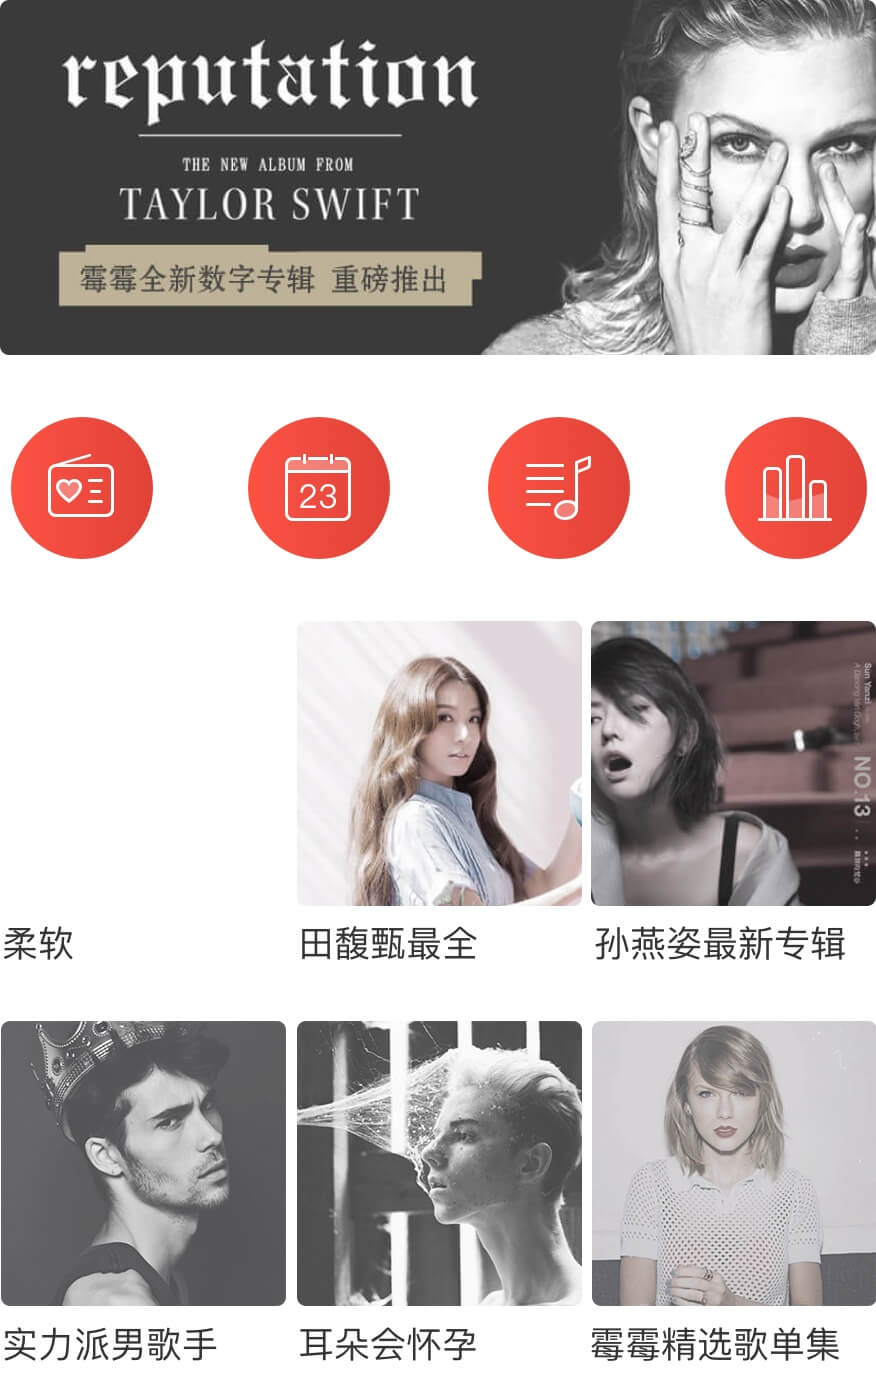 reputation
THE NEW ALBUM FROM
TAYLOR SWIFT
霉霉全新数字专辑 重磅推出
23
Sun Yanzi
NO.13
柔软
田馥甄最全
孙燕姿最新专辑
实力派男歌手
耳朵会怀孕
霉霉精选歌单集